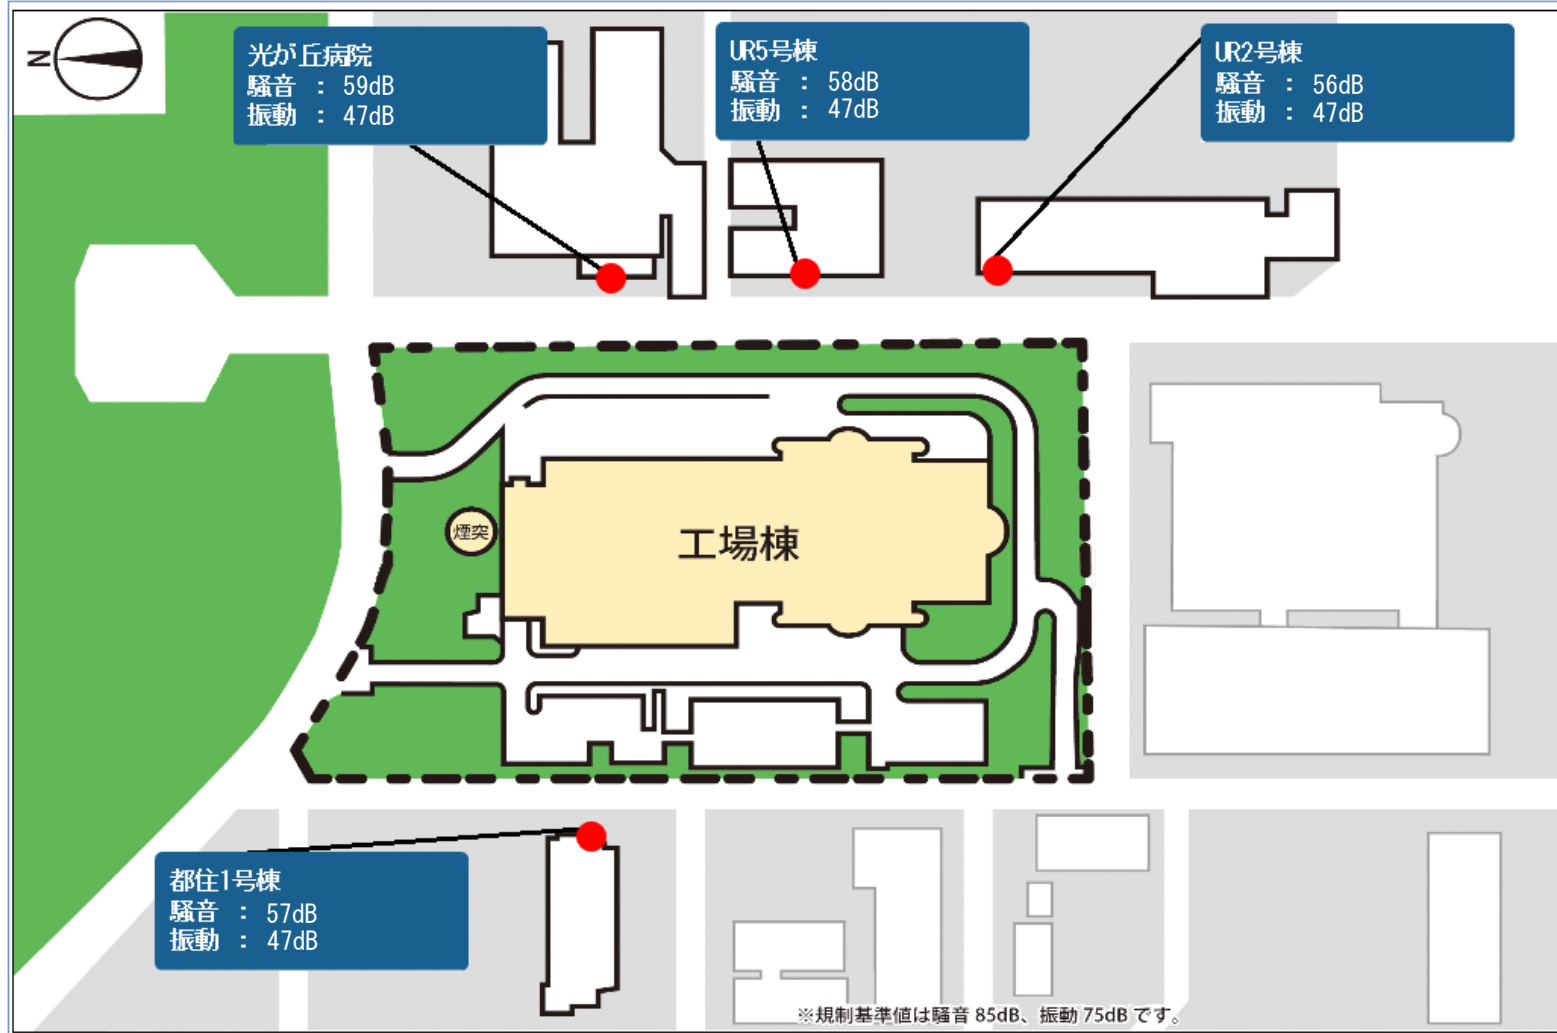 N
光が丘病院
騒音 : 59dB
振動 : 47dB
UR5号棟
騒音 : 58dB
振動 : 47dB
UR2号棟
騒音 : 56dB
振動 : 47dB
煙突
工場棟
都住1号棟
騒音 : 57dB
振動 : 47dB
※規制基準値は騒音 85dB、振動 75dB です。